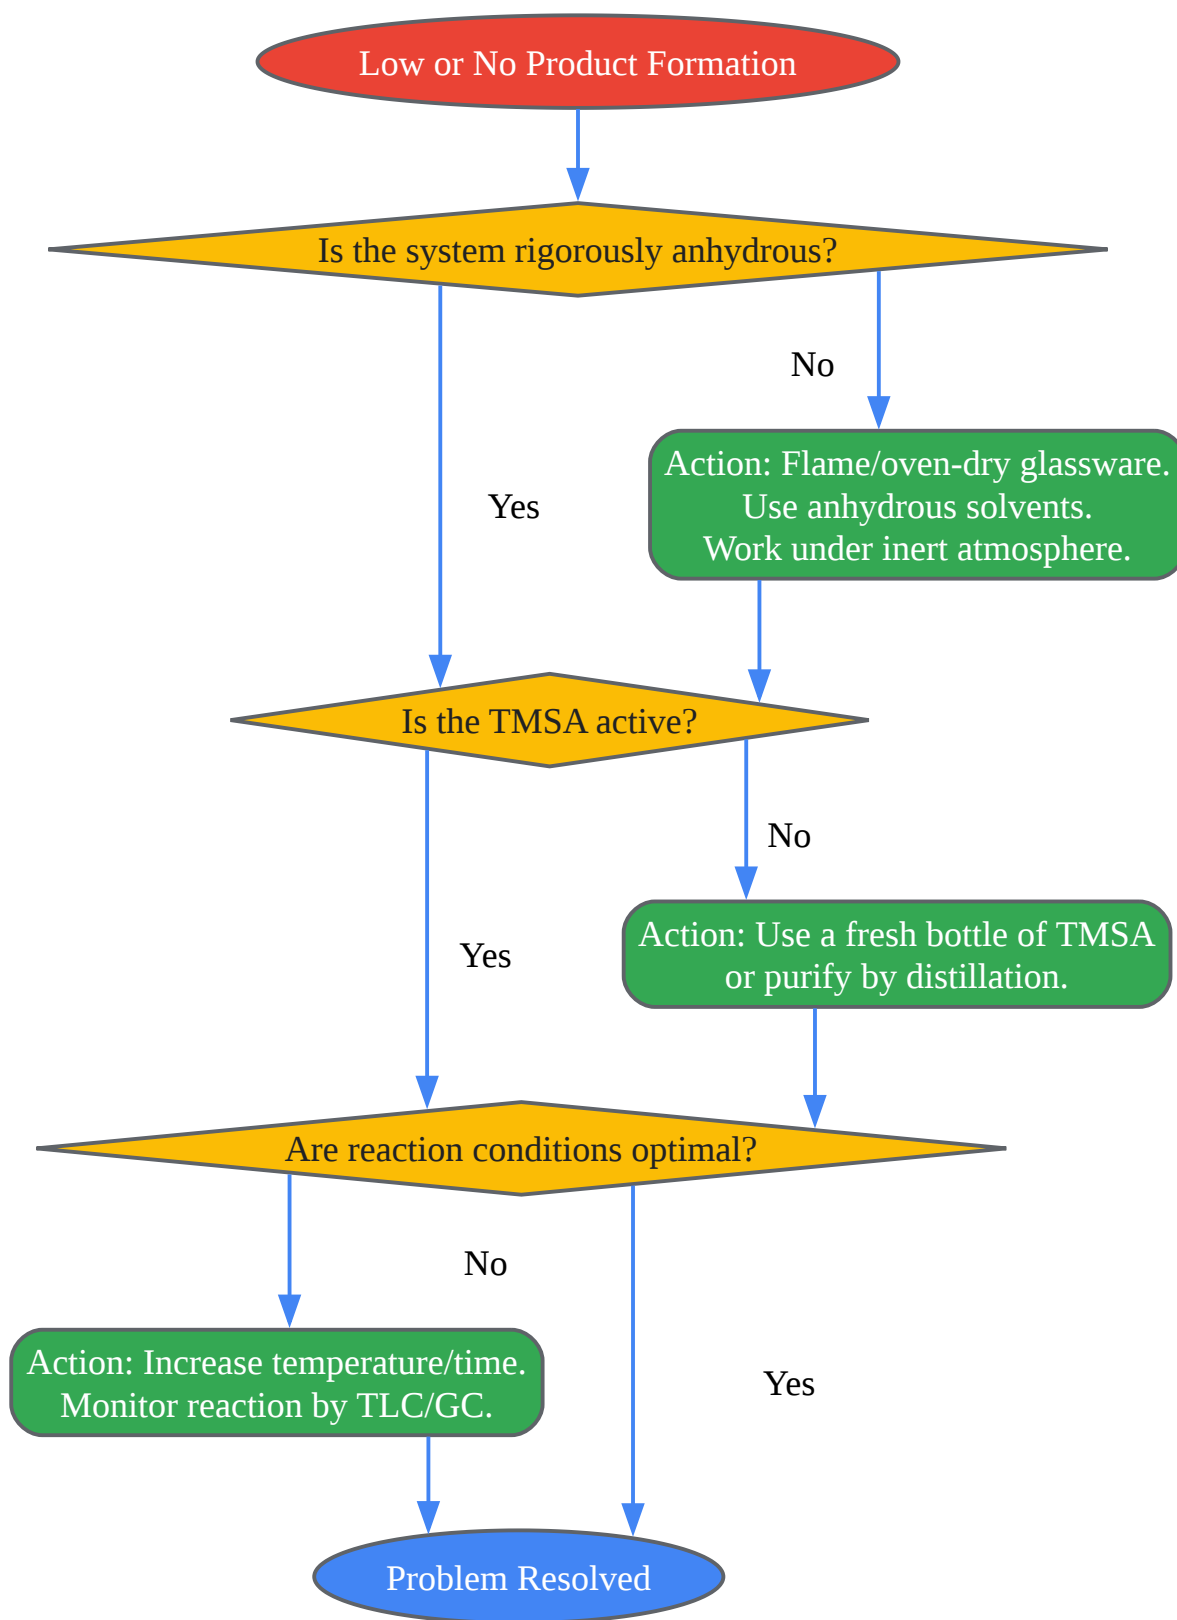 Low or No Product Formation
Is the system rigorously anhydrous?
No
Action: Flame/oven-dry glassware.
Use anhydrous solvents.
Work under inert atmosphere.
Yes
Is the TMSA active?
No
Action: Use a fresh bottle of TMSA
or purify by distillation.
Yes
Are reaction conditions optimal?
No
Action: Increase temperature/time.
Monitor reaction by TLC/GC.
Yes
Problem Resolved